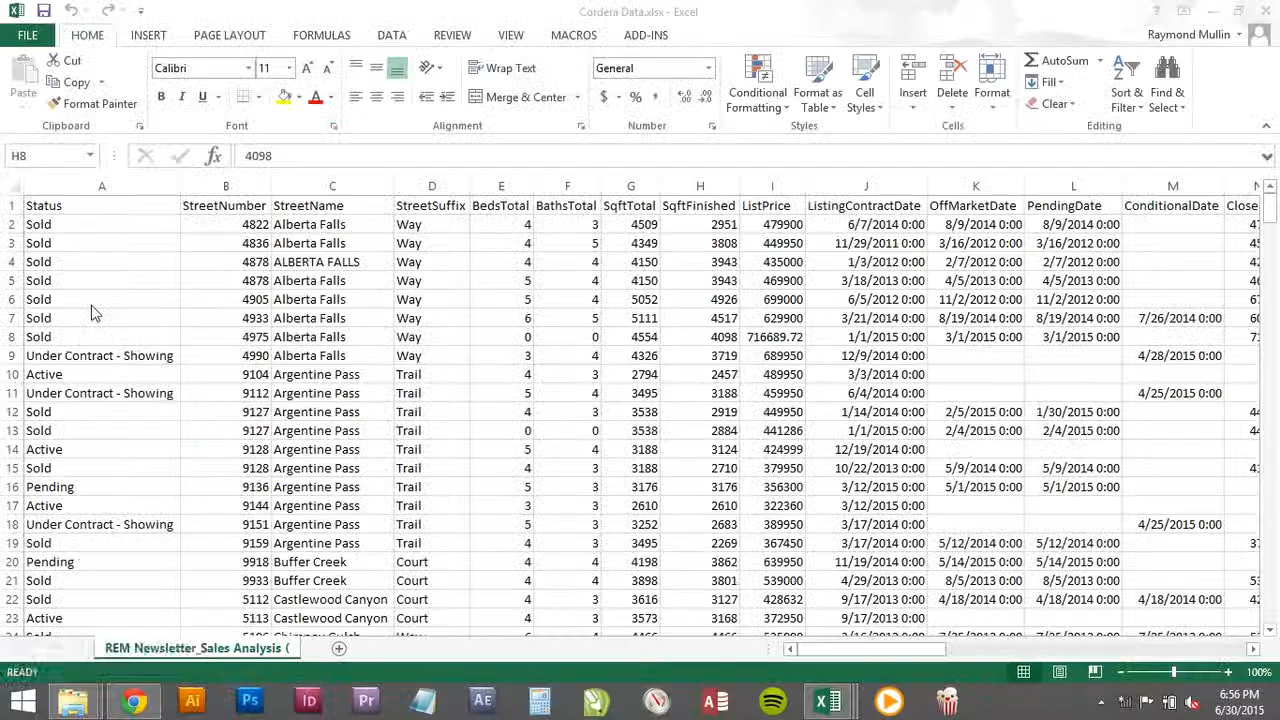 Cordera Data.xlsx - Excel
FILE HOME INSERT PAGE LAYOUT FORMULAS DATA REVIEW VIEW MACROS ADD-INS Raymond Mullin
Paste Cut Copy Format Painter Clipboard
Calibri 11 B I U A Font
Wrap Text Merge & Center Alignment
General $ % , Number
Conditional Formatting Format as Table Cell Styles Styles
Insert Delete Format Cells
AutoSum Fill Clear Sort & Filter Find & Select Editing
H8 fx 4098
A B C D E F G H I J K L M N
1 Status StreetNumber StreetName StreetSuffix BedsTotal BathsTotal SqftTotal SqftFinished ListPrice ListingContractDate OffMarketDate PendingDate ConditionalDate Close
2 Sold 4822 Alberta Falls Way 4 3 4509 2951 479900 6/7/2014 0:00 8/9/2014 0:00 8/9/2014 0:00 47
3 Sold 4836 Alberta Falls Way 4 5 4349 3808 449950 11/29/2011 0:00 3/16/2012 0:00 3/16/2012 0:00 45
4 Sold 4878 ALBERTA FALLS Way 4 4 4150 3943 435000 1/3/2012 0:00 2/7/2012 0:00 2/7/2012 0:00 42
5 Sold 4878 Alberta Falls Way 5 4 4150 3943 469900 3/18/2013 0:00 4/5/2013 0:00 4/5/2013 0:00 46
6 Sold 4905 Alberta Falls Way 5 4 5052 4926 699000 6/5/2012 0:00 11/2/2012 0:00 11/2/2012 0:00 67
7 Sold 4933 Alberta Falls Way 6 5 5111 4517 629900 3/21/2014 0:00 8/19/2014 0:00 8/19/2014 0:00 7/26/2014 0:00 60
8 Sold 4975 Alberta Falls Way 0 0 4554 4098 716689.72 1/1/2015 0:00 3/1/2015 0:00 3/1/2015 0:00 71
9 Under Contract - Showing 4990 Alberta Falls Way 3 4 4326 3719 689950 12/9/2014 0:00 4/28/2015 0:00
10 Active 9104 Argentine Pass Trail 4 3 2794 2457 489950 3/3/2014 0:00
11 Under Contract - Showing 9112 Argentine Pass Trail 5 4 3495 3188 459950 6/4/2014 0:00 4/25/2015 0:00
12 Sold 9127 Argentine Pass Trail 4 3 3538 2919 449950 1/14/2014 0:00 2/5/2015 0:00 1/30/2015 0:00 44
13 Sold 9127 Argentine Pass Trail 0 0 3538 2884 441286 1/1/2015 0:00 2/4/2015 0:00 2/4/2015 0:00 44
14 Active 9128 Argentine Pass Trail 5 4 3188 3124 424999 12/19/2014 0:00
15 Sold 9128 Argentine Pass Trail 4 3 3188 2710 379950 10/22/2013 0:00 5/9/2014 0:00 5/9/2014 0:00 41
16 Pending 9136 Argentine Pass Trail 5 4 3176 3176 356300 3/12/2015 0:00 5/1/2015 0:00 5/1/2015 0:00
17 Active 9144 Argentine Pass Trail 3 3 2610 2610 322360 3/12/2015 0:00
18 Under Contract - Showing 9151 Argentine Pass Trail 5 3 3252 2683 389950 3/17/2014 0:00 4/25/2015 0:00
19 Sold 9159 Argentine Pass Trail 4 3 3495 2269 367450 3/17/2014 0:00 5/12/2014 0:00 5/12/2014 0:00 37
20 Pending 9918 Buffer Creek Court 4 4 4198 3862 639950 11/19/2014 0:00 5/14/2015 0:00 5/14/2015 0:00
21 Sold 9933 Buffer Creek Court 4 4 3898 3801 539000 4/29/2013 0:00 8/5/2013 0:00 8/5/2013 0:00 53
22 Sold 5112 Castlewood Canyon Court 4 3 3616 3127 428632 9/17/2013 0:00 4/18/2014 0:00 4/18/2014 0:00 4/18/2014 0:00 42
23 Active 5113 Castlewood Canyon Court 4 3 3573 3168 372950 9/17/2013 0:00
REM Newsletter_Sales Analysis (
READY 100%
Ai Ps Id Pr Ae
6:56 PM
6/30/2015